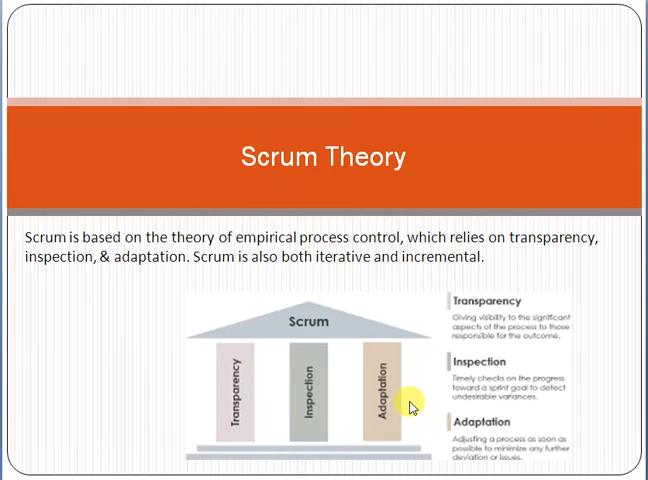 Scrum Theory
Scrum is based on the theory of empirical process control, which relies on transparency,
inspection, & adaptation. Scrum is also both iterative and incremental.
Scrum
Transparency
Inspection
Adaptation
Transparency
Giving visibility to the significant
aspects of the process to those
responsible for the outcome.
Inspection
Timely checks on the progress
toward a sprint goal to detect
undesirable variances.
Adaptation
Adjusting a process as soon as
possible to minimize any further
deviation or issues.